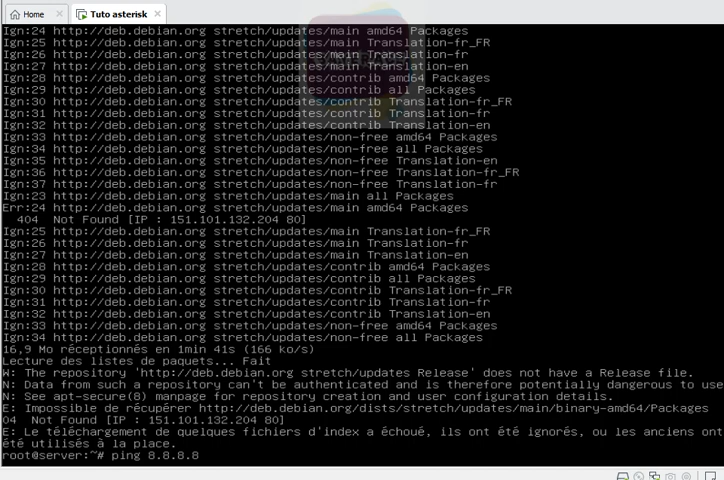 Home
Tuto asterisk
Ign:24 http://deb.debian.org stretch/updates/main amd64 Packages
Ign:25 http://deb.debian.org stretch/updates/main Translation-fr_FR
Ign:26 http://deb.debian.org stretch/updates/main Translation-fr
Ign:27 http://deb.debian.org stretch/updates/main Translation-en
Ign:28 http://deb.debian.org stretch/updates/contrib amd64 Packages
Ign:29 http://deb.debian.org stretch/updates/contrib all Packages
Ign:30 http://deb.debian.org stretch/updates/contrib Translation-fr_FR
Ign:31 http://deb.debian.org stretch/updates/contrib Translation-fr
Ign:32 http://deb.debian.org stretch/updates/contrib Translation-en
Ign:33 http://deb.debian.org stretch/updates/non-free amd64 Packages
Ign:34 http://deb.debian.org stretch/updates/non-free all Packages
Ign:35 http://deb.debian.org stretch/updates/non-free Translation-en
Ign:36 http://deb.debian.org stretch/updates/non-free Translation-fr_FR
Ign:37 http://deb.debian.org stretch/updates/non-free Translation-fr
Ign:23 http://deb.debian.org stretch/updates/main all Packages
Err:24 http://deb.debian.org stretch/updates/main amd64 Packages
404 Not Found [IP : 151.101.132.204 80]
Ign:25 http://deb.debian.org stretch/updates/main Translation-fr_FR
Ign:26 http://deb.debian.org stretch/updates/main Translation-fr
Ign:27 http://deb.debian.org stretch/updates/main Translation-en
Ign:28 http://deb.debian.org stretch/updates/contrib amd64 Packages
Ign:29 http://deb.debian.org stretch/updates/contrib all Packages
Ign:30 http://deb.debian.org stretch/updates/contrib Translation-fr_FR
Ign:31 http://deb.debian.org stretch/updates/contrib Translation-fr
Ign:32 http://deb.debian.org stretch/updates/contrib Translation-en
Ign:33 http://deb.debian.org stretch/updates/non-free amd64 Packages
Ign:34 http://deb.debian.org stretch/updates/non-free all Packages
16,9 Mo réceptionnés en 1min 41s (166 ko/s)
Lecture des listes de paquets... Fait
W: The repository 'http://deb.debian.org stretch/updates Release' does not have a Release file.
N: Data from such a repository can't be authenticated and is therefore potentially dangerous to use
N: See apt-secure(8) manpage for repository creation and user configuration details.
E: Impossible de récupérer http://deb.debian.org/dists/stretch/updates/main/binary-amd64/Packages
04 Not Found [IP : 151.101.132.204 80]
E: Le téléchargement de quelques fichiers d'index a échoué, ils ont été ignorés, ou les anciens ont
été utilisés à la place.
root@server:~# ping 8.8.8.8